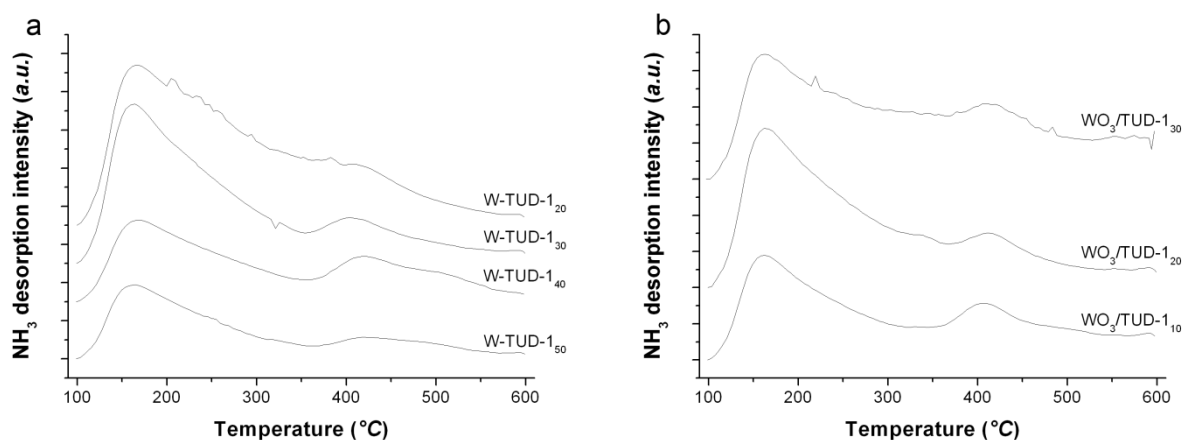 a
NH₃ desorption intensity (a.u.)
W-TUD-1₂₀
W-TUD-1₃₀
W-TUD-1₄₀
W-TUD-1₅₀
100 200 300 400 500 600
Temperature (°C)
b
NH₃ desorption intensity (a.u.)
WO₃/TUD-1₃₀
WO₃/TUD-1₂₀
WO₃/TUD-1₁₀
100 200 300 400 500 600
Temperature (°C)